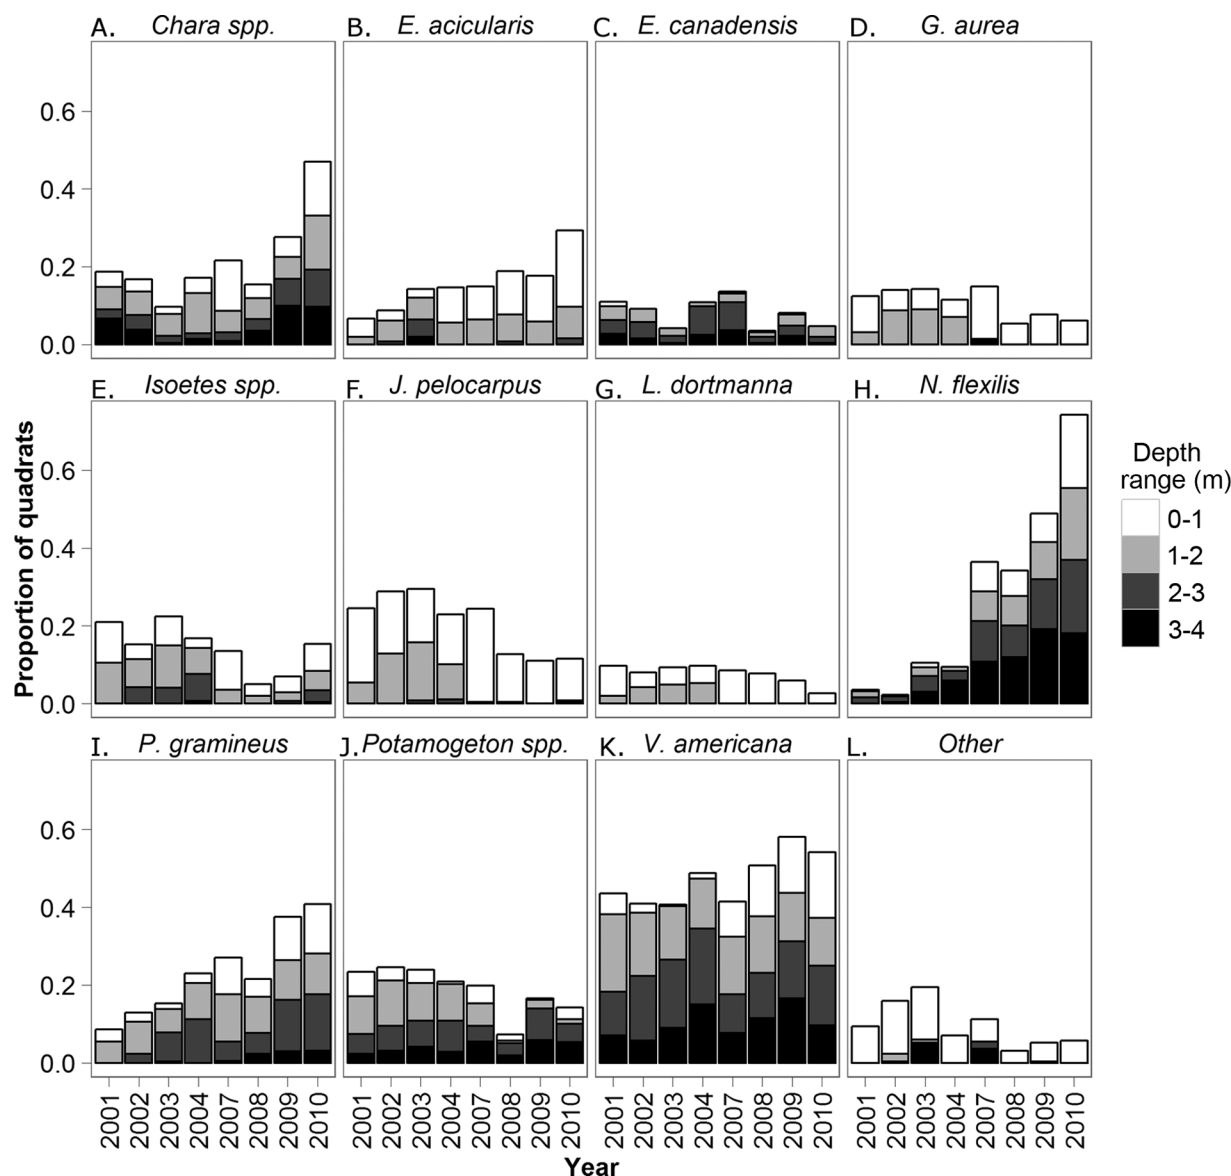 A. Chara spp. B. E. acicularis C. E. canadensis D. G. aurea
0.6
0.4
0.2
0.0
E. Isoetes spp. F. J. pelocarpus G. L. dortmanna H. N. flexilis
0.6
0.4
0.2
0.0
Proportion of quadrats
Depth
range (m)
0-1
1-2
2-3
3-4
I. P. gramineus J. Potamogeton spp. K. V. americana L. Other
0.6
0.4
0.2
0.0
2001 2002 2003 2004 2007 2008 2009 2010 2001 2002 2003 2004 2007 2008 2009 2010 2001 2002 2003 2004 2007 2008 2009 2010 2001 2002 2003 2004 2007 2008 2009 2010
Year